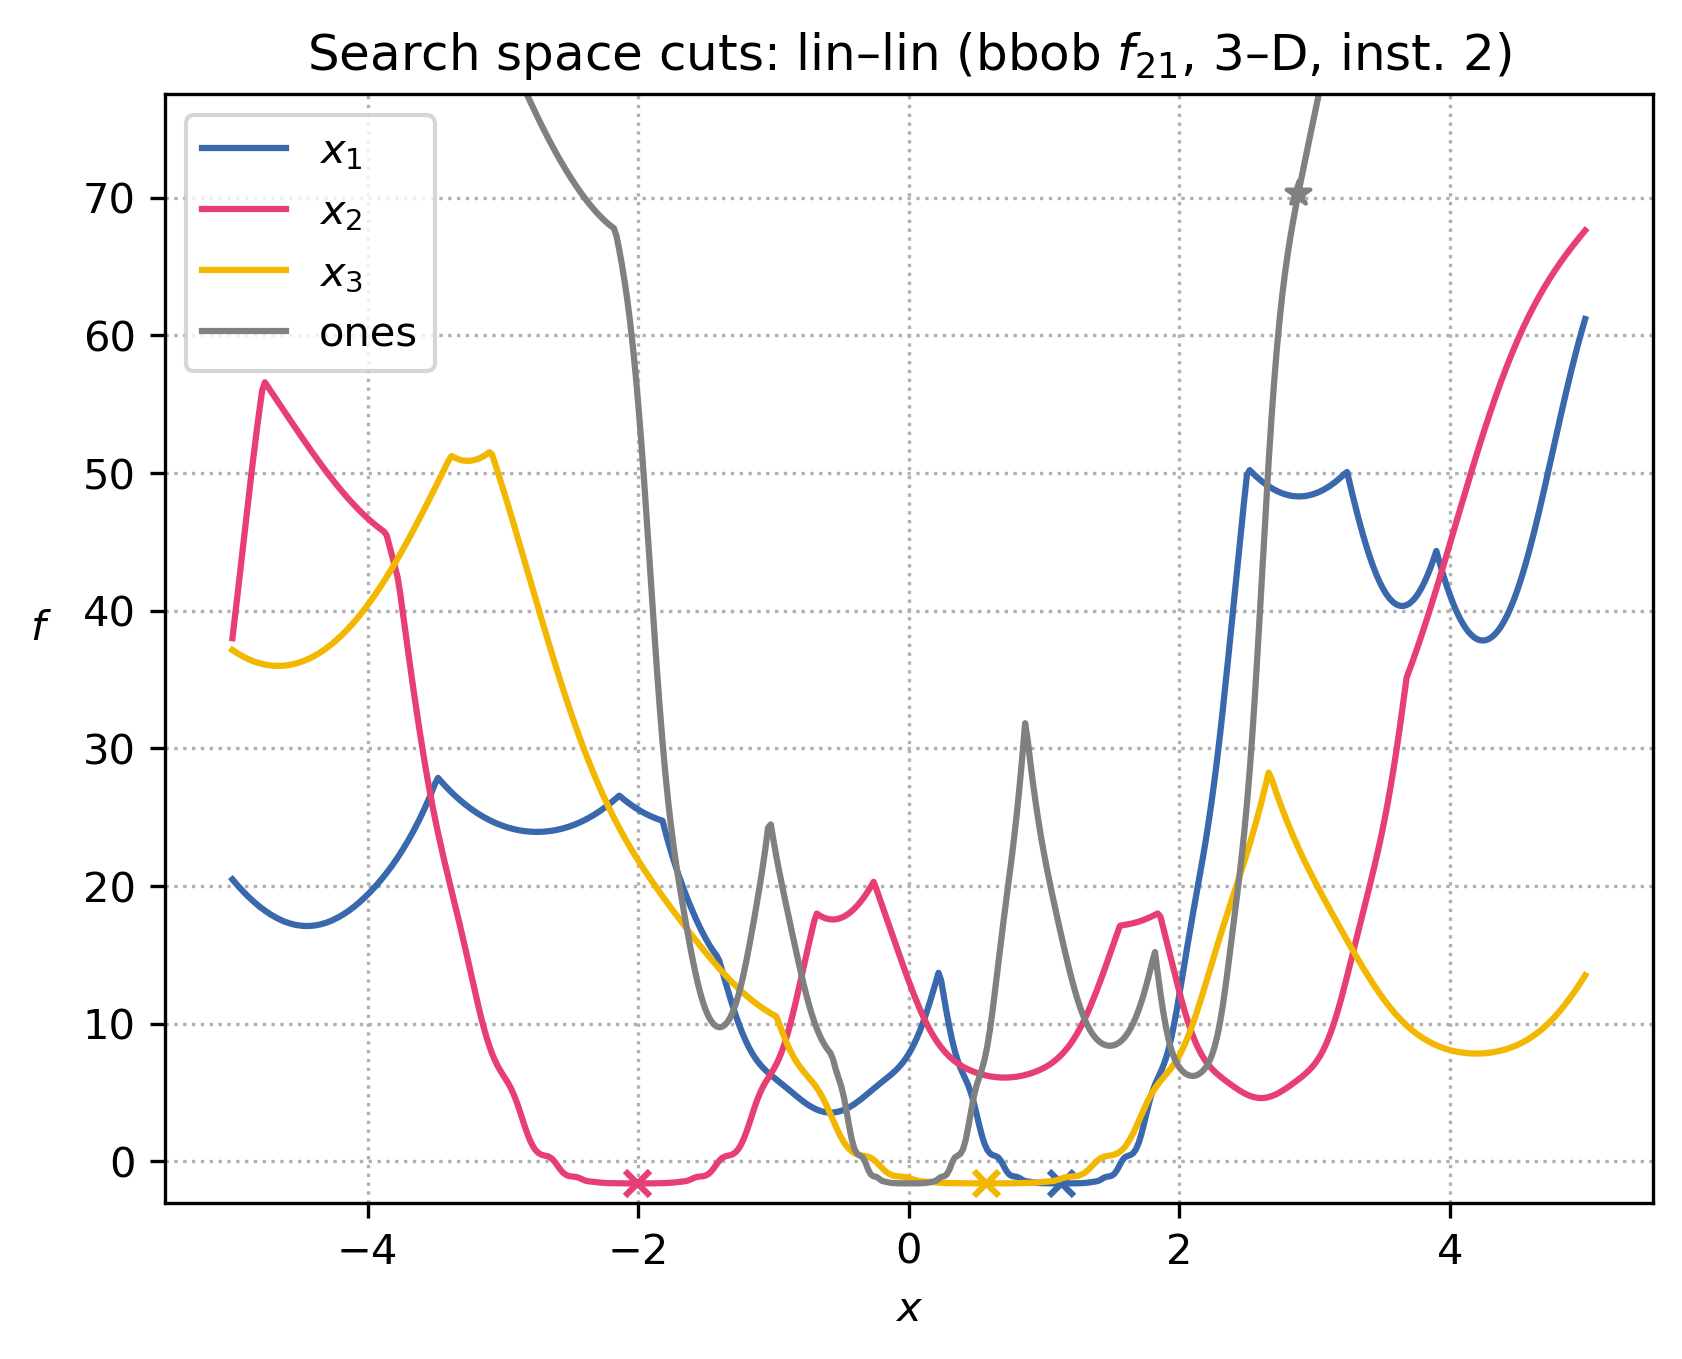 Search space cuts: lin–lin (bbob f₂₁, 3–D, inst. 2)
x₁
x₂
x₃
ones
70
60
50
40
30
20
10
0
f
−4 −2 0 2 4
x